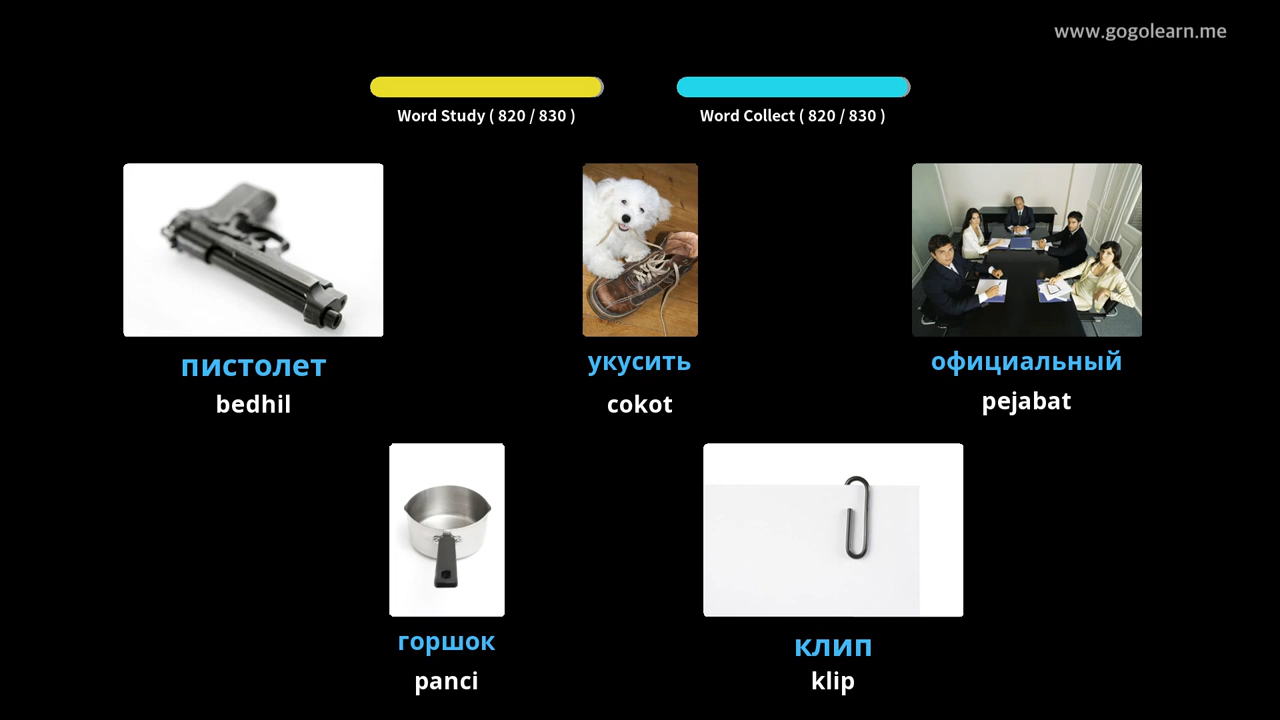 www.gogolearn.me
Word Study ( 820 / 830 )
Word Collect ( 820 / 830 )
пистолет
bedhil
укусить
cokot
официальный
pejabat
горшок
panci
клип
klip